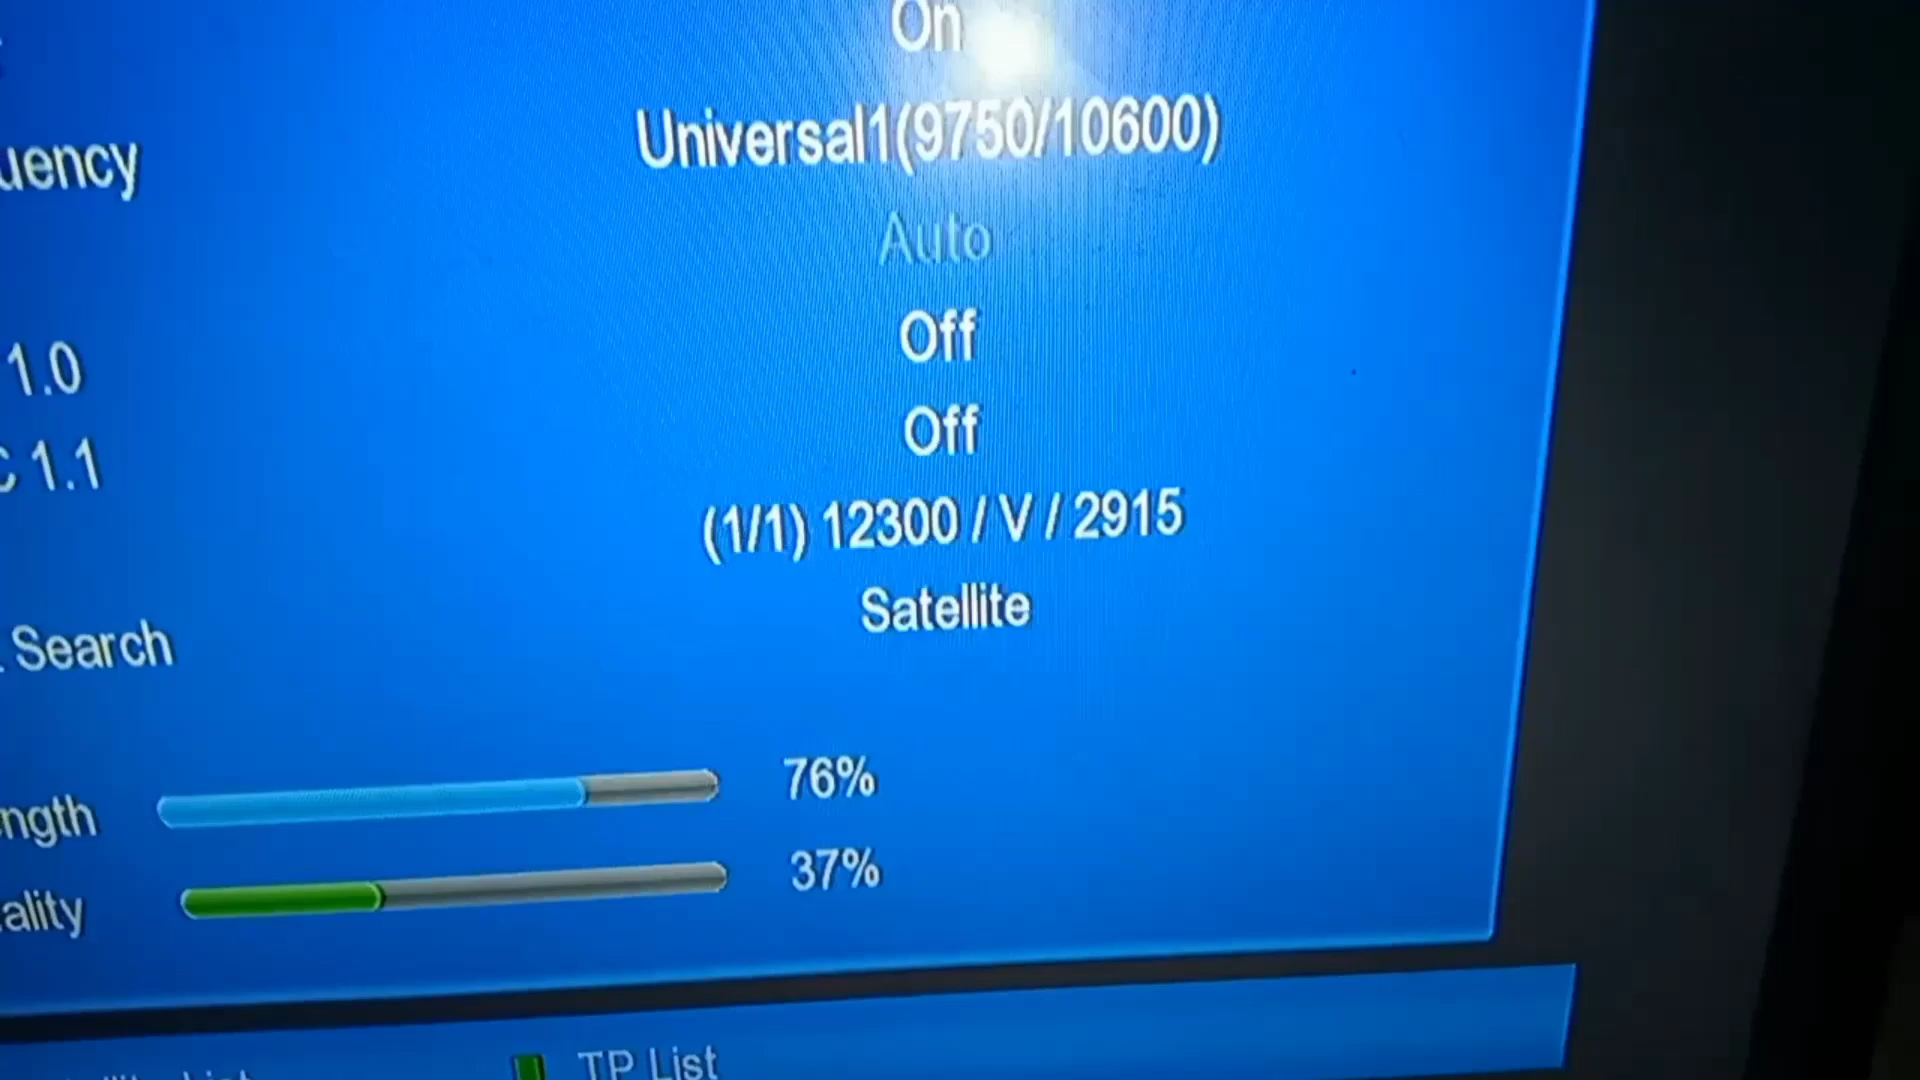 On
uency Universal1(9750/10600)
Auto
1.0 Off
C 1.1 Off
(1/1) 12300 / V / 2915
Search Satellite
ngth 76%
ality 37%
TP List